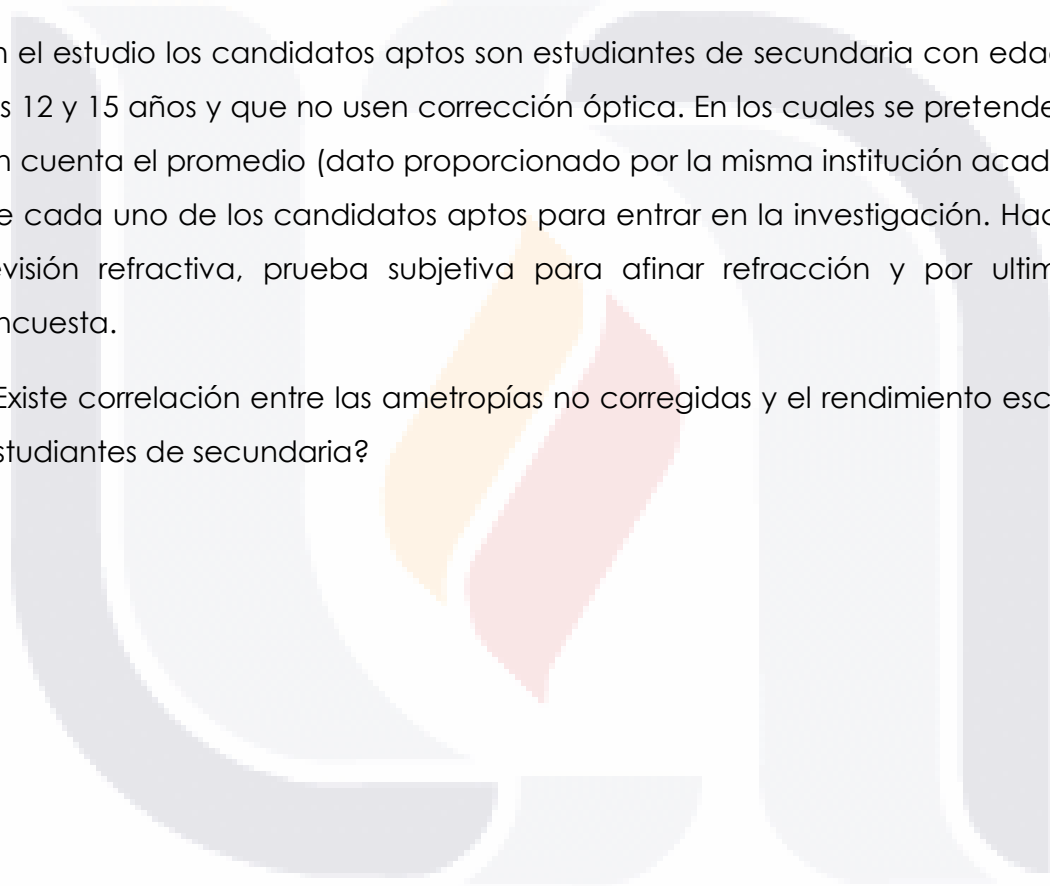 n el estudio los candidatos aptos son estudiantes de secundaria con eda
s 12 y 15 años y que no usen corrección óptica. En los cuales se pretende
n cuenta el promedio (dato proporcionado por la misma institución acad
e cada uno de los candidatos aptos para entrar en la investigación. Hac
evisión refractiva, prueba subjetiva para afinar refracción y por ultim
ncuesta.
Existe correlación entre las ametropías no corregidas y el rendimiento esc
studiantes de secundaria?